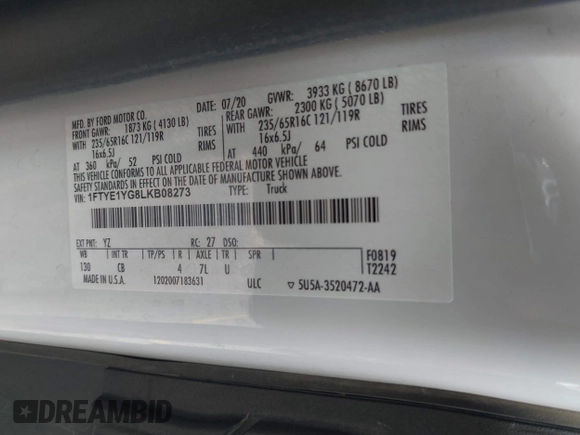 MFD. BY FORD MOTOR CO.
DATE: 07/20 GVWR: 3933 KG ( 8670 LB)
FRONT GAWR: 1873 KG ( 4130 LB) REAR GAWR: 2300 KG ( 5070 LB)
WITH 235/65R16C 121/119R TIRES WITH 235/65R16C 121/119R TIRES
16x6.5J RIMS 16x6.5J RIMS
AT 360 kPa/ 52 PSI COLD AT 440 kPa/ 64 PSI COLD
THIS VEHICLE CONFORMS TO ALL APPLICABLE FEDERAL MOTOR VEHICLE
SAFETY STANDARDS IN EFFECT ON THE DATE OF MANUFACTURE SHOWN ABOVE.
VIN: 1FTYE1YG8LKB08273 TYPE: Truck
EXT PNT: YZ RC: 27 DSO:
WB INT TR TP/PS R AXLE TR SPR
130 CB 4 7L U
F0819
T2242
MADE IN U.S.A. 1202007183631 ULC ▽ 5U5A-3520472-AA
DREAMBID